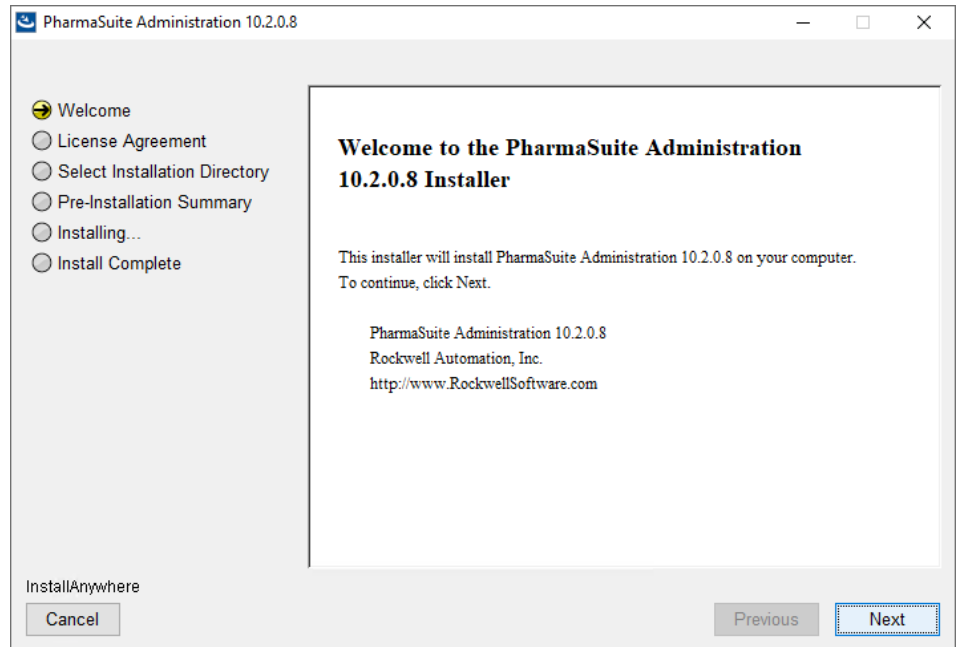 PharmaSuite Administration 10.2.0.8
Welcome
License Agreement
Select Installation Directory
Pre-Installation Summary
Installing...
Install Complete
Welcome to the PharmaSuite Administration
10.2.0.8 Installer
This installer will install PharmaSuite Administration 10.2.0.8 on your computer.
To continue, click Next.
PharmaSuite Administration 10.2.0.8
Rockwell Automation, Inc.
http://www.RockwellSoftware.com
InstallAnywhere
Cancel
Previous
Next